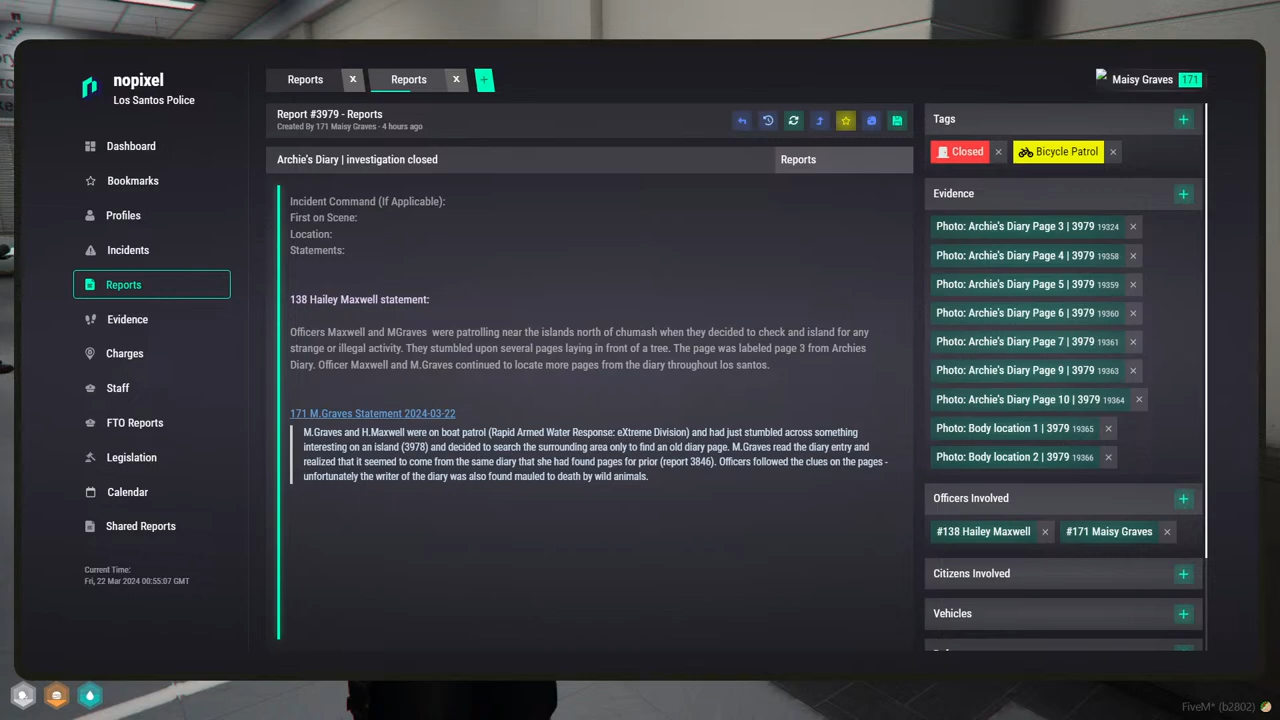 nopixel
Los Santos Police
Dashboard
Bookmarks
Profiles
Incidents
Reports
Evidence
Charges
Staff
FTO Reports
Legislation
Calendar
Shared Reports
Current Time:
Fri, 22 Mar 2024 00:55:07 GMT
Reports x Reports x +
Maisy Graves 171
Report #3979 - Reports
Created By 171 Maisy Graves - 4 hours ago
Archie's Diary | investigation closed Reports
Incident Command (If Applicable):
First on Scene:
Location:
Statements:
138 Hailey Maxwell statement:
Officers Maxwell and MGraves were patrolling near the islands north of chumash when they decided to check and island for any
strange or illegal activity. They stumbled upon several pages laying in front of a tree. The page was labeled page 3 from Archies
Diary. Officer Maxwell and M.Graves continued to locate more pages from the diary throughout los santos.
171 M.Graves Statement 2024-03-22
M.Graves and H.Maxwell were on boat patrol (Rapid Armed Water Response: eXtreme Division) and had just stumbled across something
interesting on an island (3978) and decided to search the surrounding area only to find an old diary page. M.Graves read the diary entry and
realized that it seemed to come from the same diary that she had found pages for prior (report 3846). Officers followed the clues on the pages -
unfortunately the writer of the diary was also found mauled to death by wild animals.
Tags +
Closed × Bicycle Patrol ×
Evidence +
Photo: Archie's Diary Page 3 | 3979 19324 ×
Photo: Archie's Diary Page 4 | 3979 19358 ×
Photo: Archie's Diary Page 5 | 3979 19359 ×
Photo: Archie's Diary Page 6 | 3979 19360 ×
Photo: Archie's Diary Page 7 | 3979 19361 ×
Photo: Archie's Diary Page 9 | 3979 19363 ×
Photo: Archie's Diary Page 10 | 3979 19364 ×
Photo: Body location 1 | 3979 19365 ×
Photo: Body location 2 | 3979 19366 ×
Officers Involved +
#138 Hailey Maxwell × #171 Maisy Graves ×
Citizens Involved +
Vehicles +
FiveM* (b2802)